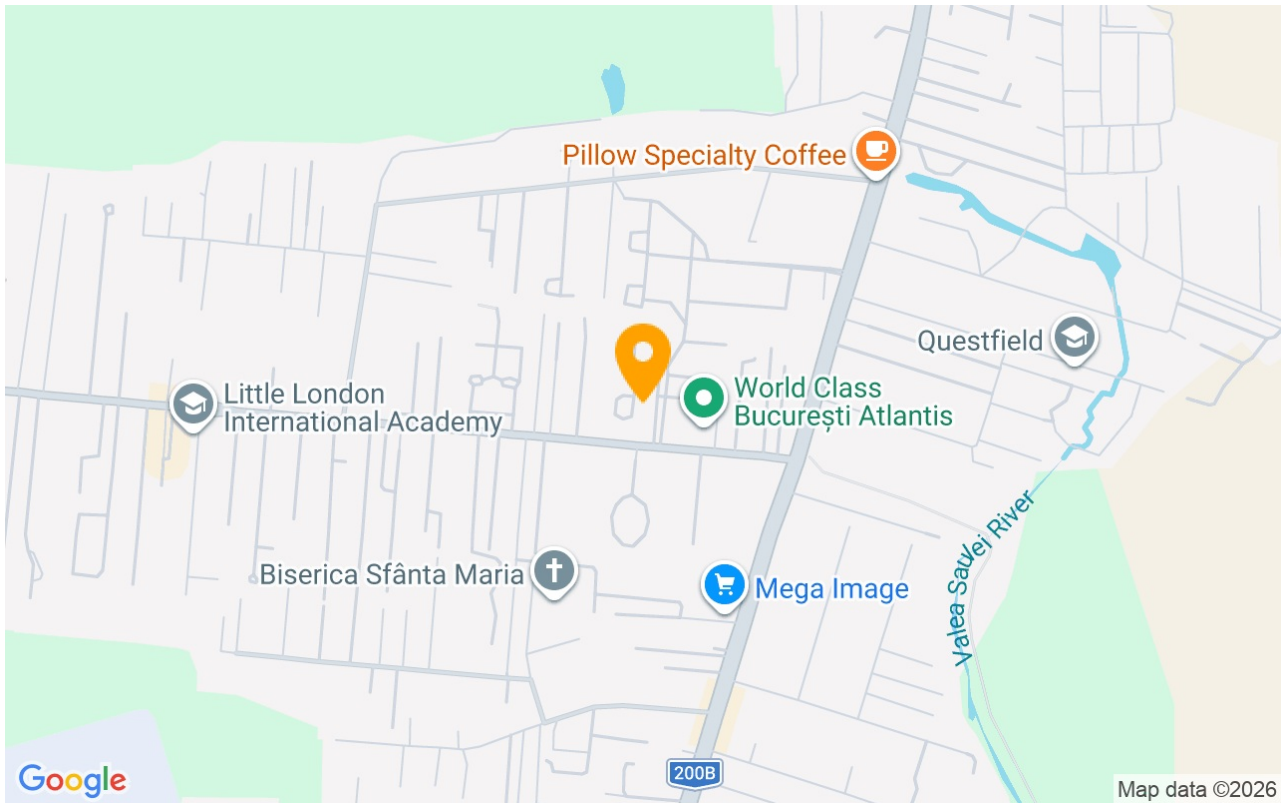 Pillow Specialty Coffee
Questfield
World Class
București Atlantis
Little London
International Academy
Valea Saulei River
Biserica Sfânta Maria
Mega Image
200B
Google
Map data ©2026